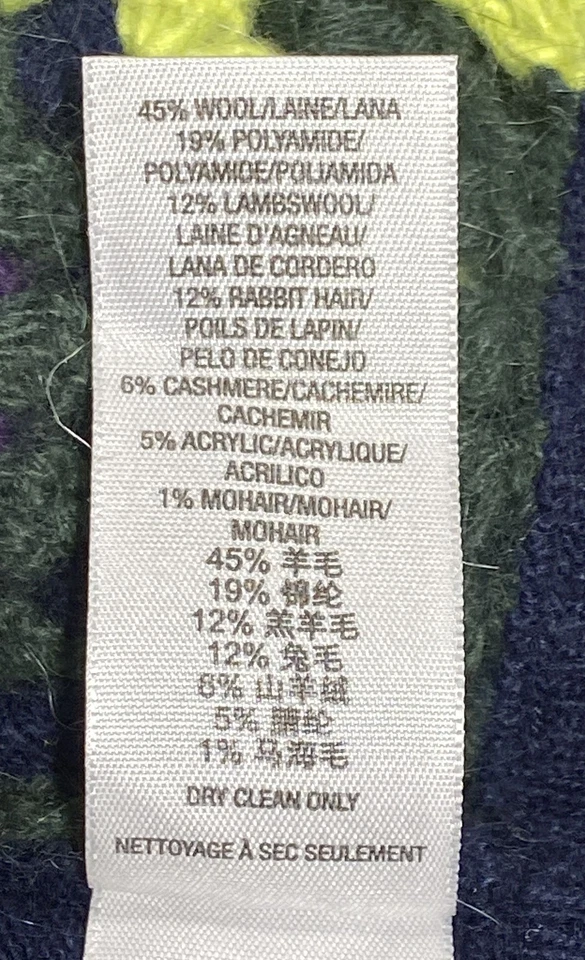 45% WOOL/LAINE/LANA
19% POLYAMIDE/
POLYAMIDE/POLIAMIDA
12% LAMBSWOOL/
LAINE D'AGNEAU/
LANA DE CORDERO
12% RABBIT HAIR/
POILS DE LAPIN/
PELO DE CONEJO
6% CASHMERE/CACHEMIRE/
CACHEMIR
5% ACRYLIC/ACRYLIQUE/
ACRILICO
1% MOHAIR/MOHAIR/
MOHAIR
45% 羊毛
19% 锦纶
12% 羔羊毛
12% 兔毛
6% 山羊绒
5% 腈纶
1% 马海毛
DRY CLEAN ONLY
NETTOYAGE À SEC SEULEMENT